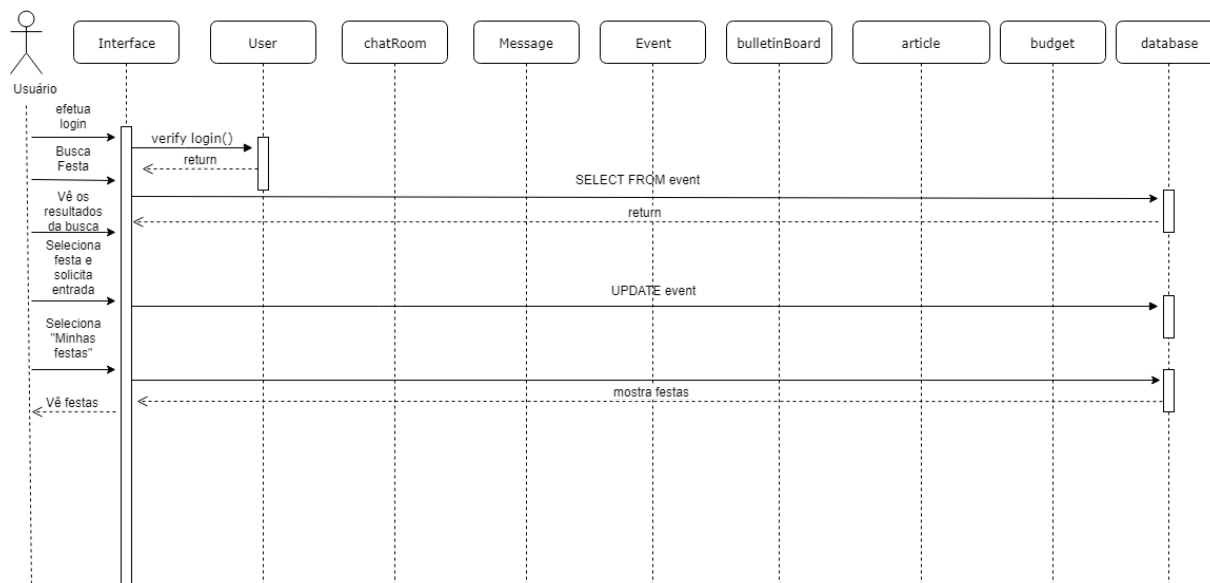 Interface
User
chatRoom
Message
Event
bulletinBoard
article
budget
database
Usuário
efetua
login
verify login()
Busca
Festa
return
SELECT FROM event
Vê os
resultados
da busca
return
Seleciona
festa e
solicita
entrada
UPDATE event
Seleciona
"Minhas
festas"
mostra festas
Vê festas